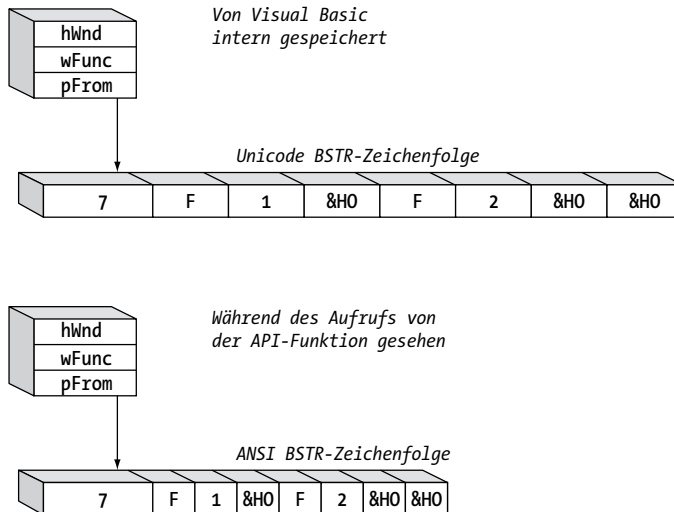 Von Visual Basic
intern gespeichert
hWnd
wFunc
pFrom
Unicode BSTR-Zeichenfolge
7 F 1 &HO F 2 &HO &HO
Während des Aufrufs von
der API-Funktion gesehen
hWnd
wFunc
pFrom
ANSI BSTR-Zeichenfolge
7 F 1 &HO F 2 &HO &HO